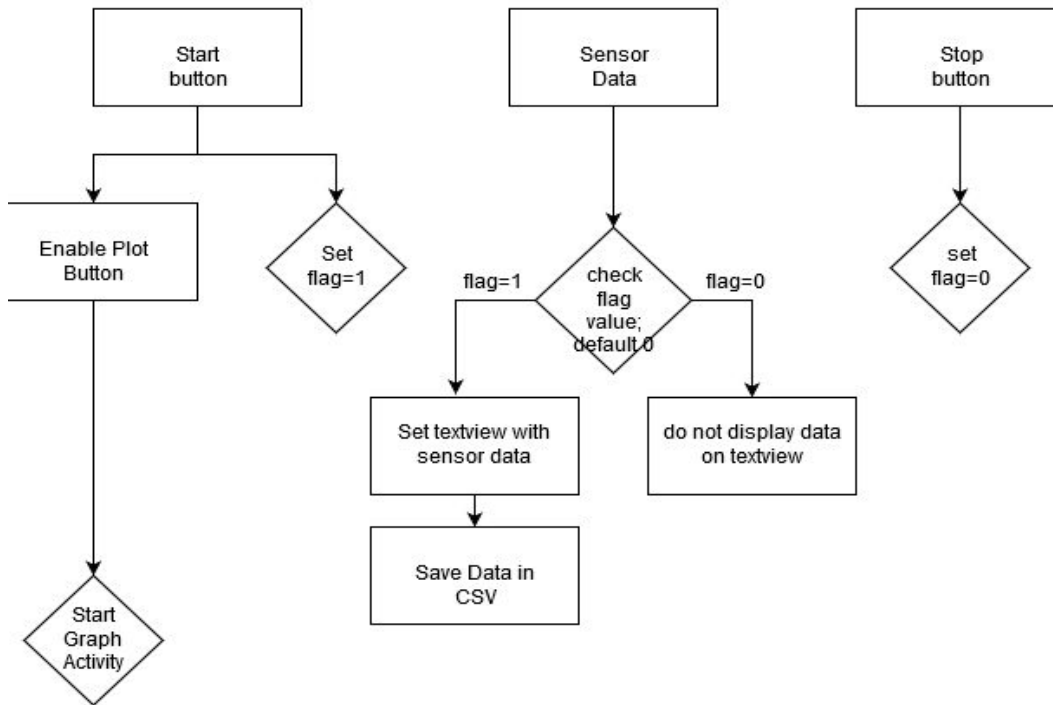 Start
button
Sensor
Data
Stop
button
Enable Plot
Button
Set
flag=1
flag=1
check
flag
value;
default 0
flag=0
set
flag=0
Set textview with
sensor data
do not display data
on textview
Save Data in
CSV
Start
Graph
Activity